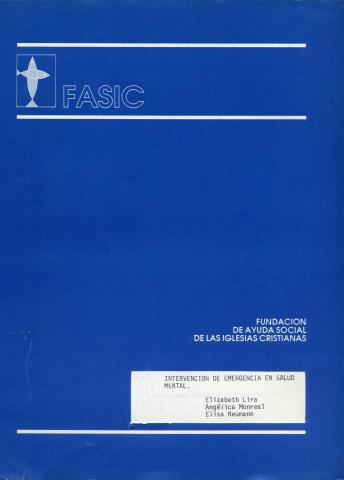 FASIC
FUNDACION
DE AYUDA SOCIAL
DE LAS IGLESIAS CRISTIANAS
INTERVENCION DE EMERGENCIA EN SALUD
MENTAL.
Elizabeth Lira
Angélica Monreal
Elisa Neumann